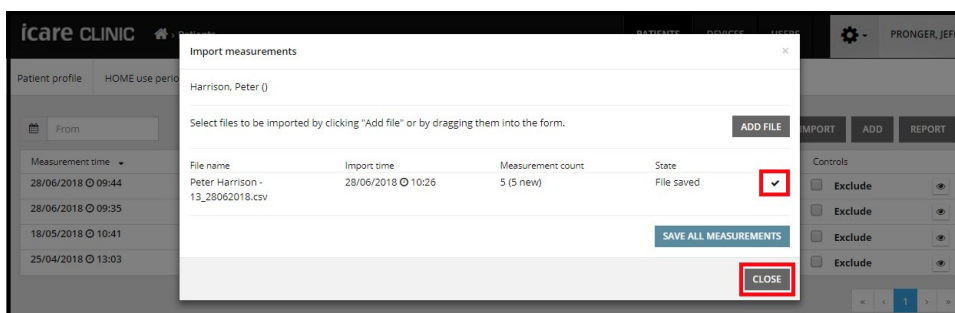 icare CLINIC
Patients
PATIENTS DEVICES USERS
PRONGER, JEF
Patient profile HOME use perio
From
IMPORT ADD REPORT
Measurement time
28/06/2018 09:44
28/06/2018 09:35
18/05/2018 10:41
25/04/2018 13:03
Import measurements ×
Harrison, Peter ()
Select files to be imported by clicking "Add file" or by dragging them into the form.
ADD FILE
File name Import time Measurement count State
Peter Harrison - 28/06/2018 10:26 5 (5 new) File saved
13_28062018.csv
SAVE ALL MEASUREMENTS
CLOSE
Controls
Exclude
Exclude
Exclude
Exclude
« ‹ 1 › »